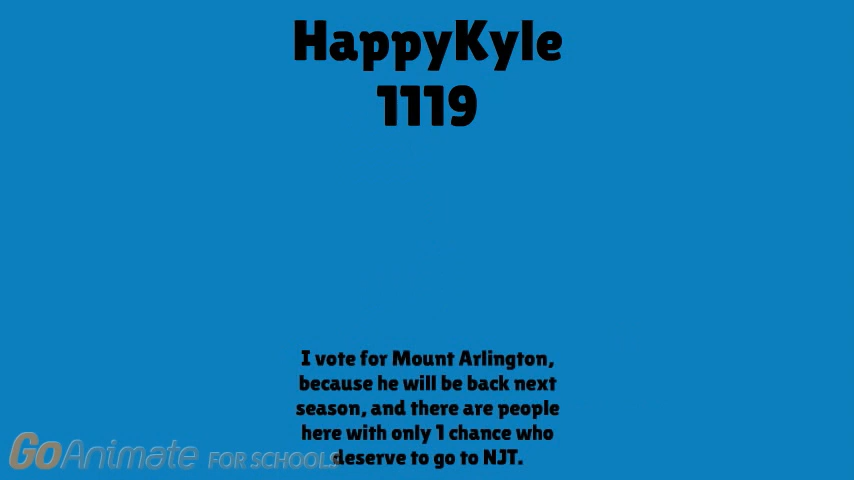 HappyKyle
1119
I vote for Mount Arlington,
because he will be back next
season, and there are people
here with only 1 chance who
deserve to go to NJT.
GoAnimate FOR SCHOOLS